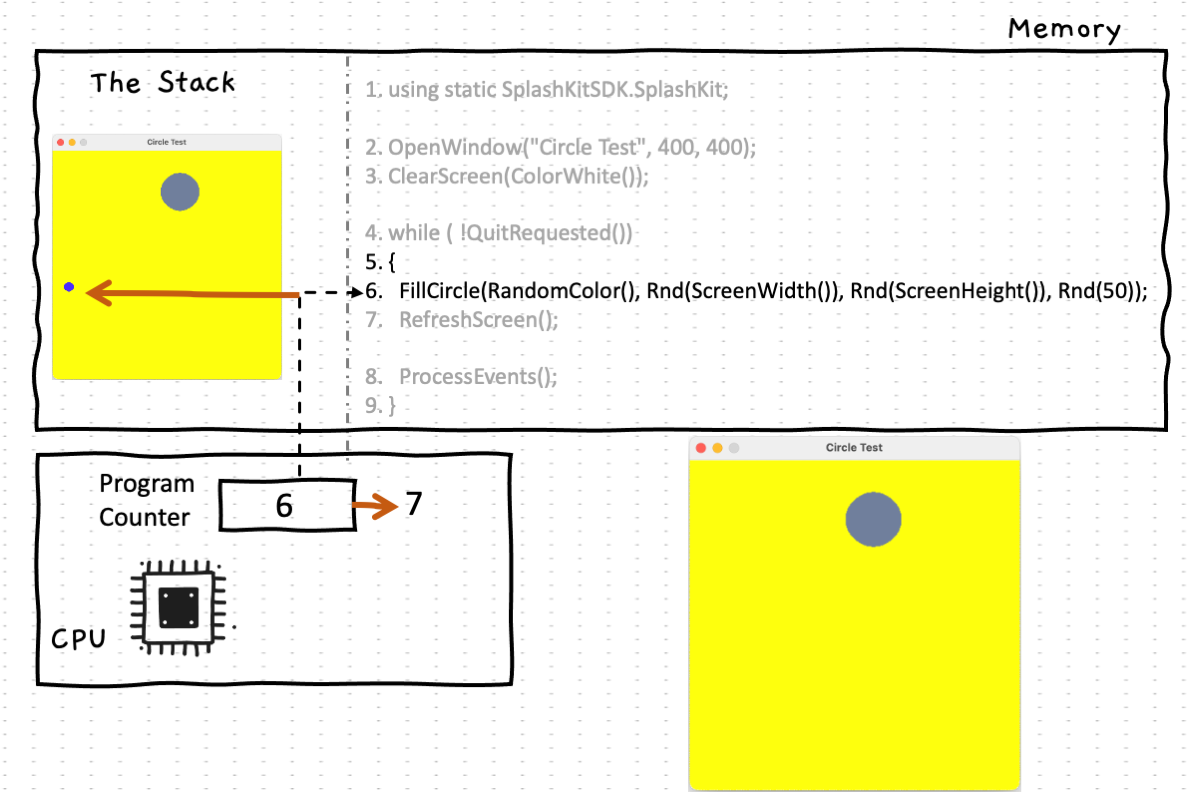 Memory
The Stack
Circle Test
1. using static SplashKitSDK.SplashKit;
2. OpenWindow("Circle Test", 400, 400);
3. ClearScreen(ColorWhite());
4. while ( !QuitRequested())
5. {
6. FillCircle(RandomColor(), Rnd(ScreenWidth()), Rnd(ScreenHeight()), Rnd(50));
7. RefreshScreen();
8. ProcessEvents();
9. }
Program
Counter
6
7
CPU
Circle Test